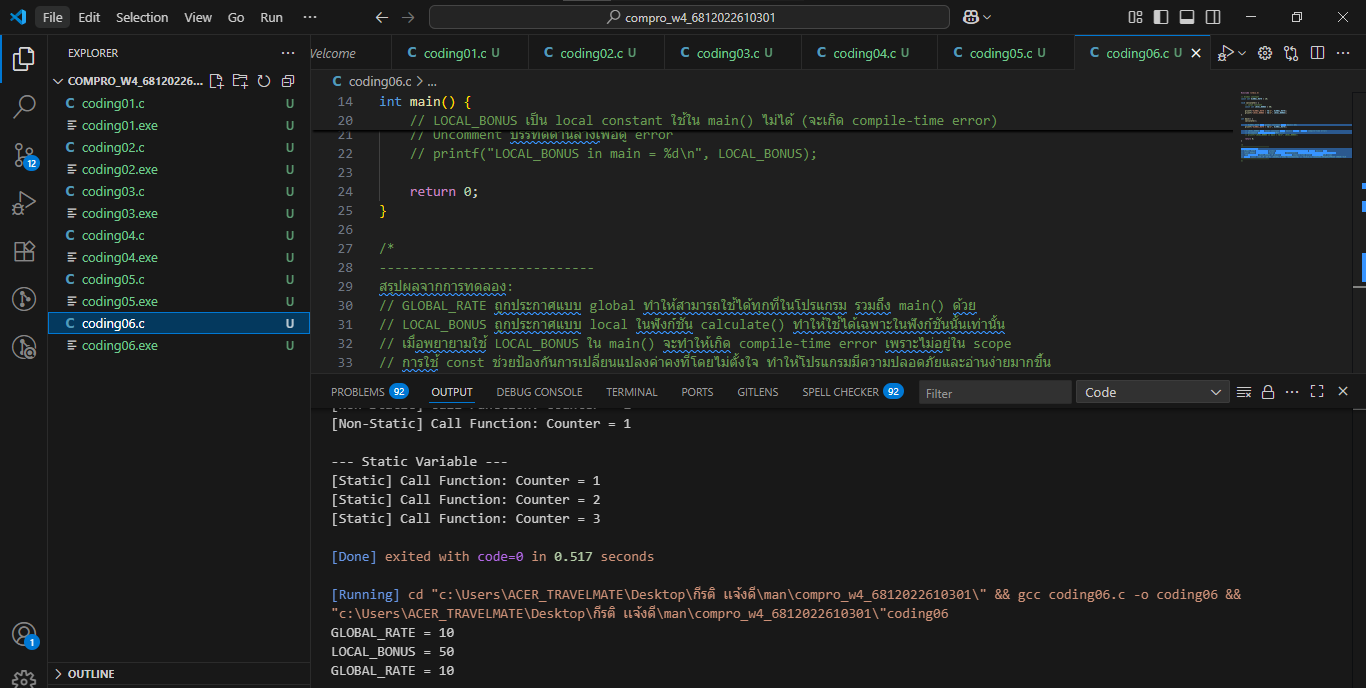 File Edit Selection View Go Run ···
compro_w4_6812022610301
EXPLORER ···
COMPRO_W4_68120226...
coding01.c U
coding01.exe U
coding02.c U
coding02.exe U
coding03.c U
coding03.exe U
coding04.c U
coding04.exe U
coding05.c U
coding05.exe U
coding06.c U
coding06.exe U
OUTLINE
12
1
Welcome
C coding01.c U
C coding02.c U
C coding03.c U
C coding04.c U
C coding05.c U
C coding06.c U
C coding06.c > ...
14 int main() {
20 // LOCAL_BONUS เป็น local constant ใช้ใน main() ไม่ได้ (จะเกิด compile-time error)
21 // Uncomment บรรทัดด้านล่างเพื่อดู error
22 // printf("LOCAL_BONUS in main = %d\n", LOCAL_BONUS);
23
24 return 0;
25 }
26
27 /*
28 ----------------------------
29 สรุปผลจากการทดลอง:
30 // GLOBAL_RATE ถูกประกาศแบบ global ทำให้สามารถใช้ได้ทุกที่ในโปรแกรม รวมถึง main() ด้วย
31 // LOCAL_BONUS ถูกประกาศแบบ local ในฟังก์ชัน calculate() ทำให้ใช้ได้เฉพาะในฟังก์ชันนั้นเท่านั้น
32 // เมื่อพยายามใช้ LOCAL_BONUS ใน main() จะทำให้เกิด compile-time error เพราะไม่อยู่ใน scope
33 // การใช้ const ช่วยป้องกันการเปลี่ยนแปลงค่าคงที่โดยไม่ตั้งใจ ทำให้โปรแกรมมีความปลอดภัยและอ่านง่ายมากขึ้น
PROBLEMS 92 OUTPUT DEBUG CONSOLE TERMINAL PORTS GITLENS SPELL CHECKER 92 Filter Code
[Non-Static] Call Function: Counter = 1
--- Static Variable ---
[Static] Call Function: Counter = 1
[Static] Call Function: Counter = 2
[Static] Call Function: Counter = 3
[Done] exited with code=0 in 0.517 seconds
[Running] cd "c:\Users\ACER_TRAVELMATE\Desktop\กีรติ แจ้งดี\man\compro_w4_6812022610301\" && gcc coding06.c -o coding06 &&
"c:\Users\ACER_TRAVELMATE\Desktop\กีรติ แจ้งดี\man\compro_w4_6812022610301\"coding06
GLOBAL_RATE = 10
LOCAL_BONUS = 50
GLOBAL_RATE = 10